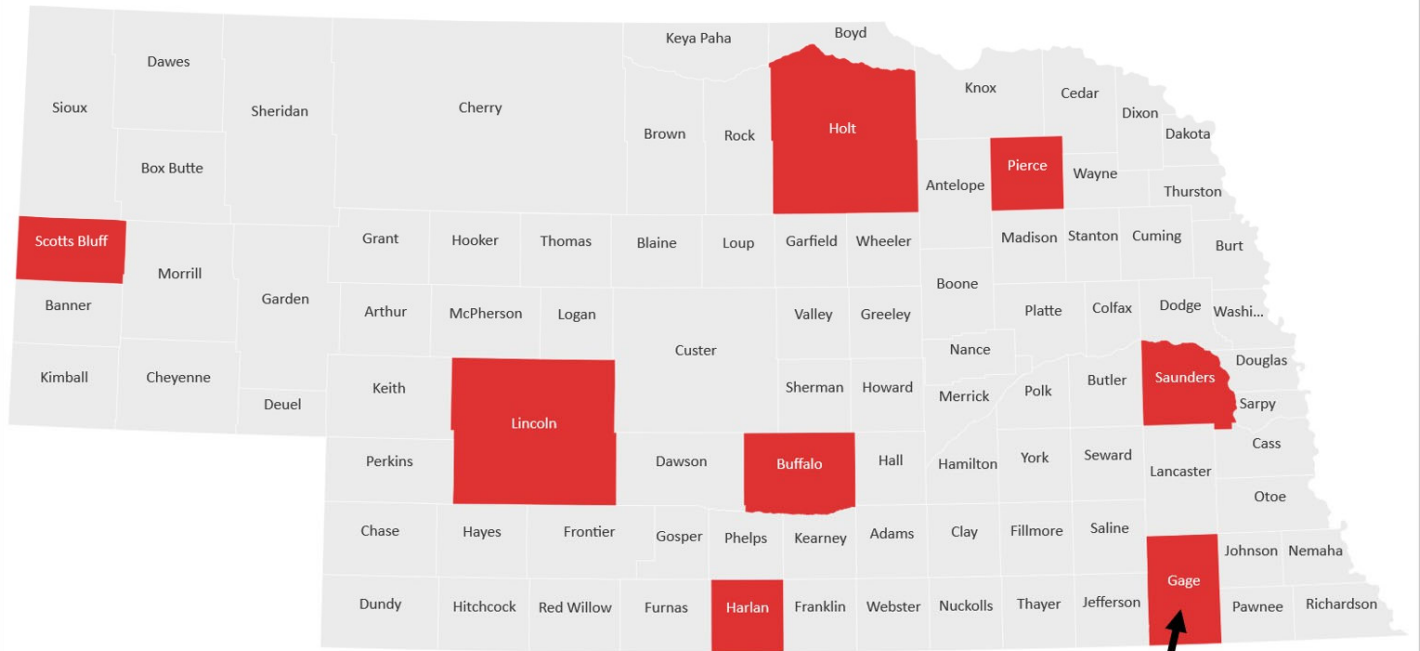 Keya Paha
Boyd
Dawes
Sioux
Sheridan
Cherry
Knox
Cedar
Dixon
Dakota
Brown
Rock
Holt
Box Butte
Antelope
Pierce
Wayne
Thurston
Scotts Bluff
Grant
Hooker
Thomas
Blaine
Loup
Garfield
Wheeler
Madison
Stanton
Cuming
Burt
Morrill
Garden
Boone
Banner
Arthur
McPherson
Logan
Valley
Greeley
Platte
Colfax
Dodge
Washi...
Custer
Nance
Kimball
Cheyenne
Keith
Deuel
Sherman
Howard
Merrick
Polk
Butler
Saunders
Douglas
Sarpy
Lincoln
Perkins
Dawson
Buffalo
Hall
Hamilton
York
Seward
Lancaster
Cass
Otoe
Chase
Hayes
Frontier
Gosper
Phelps
Kearney
Adams
Clay
Fillmore
Saline
Johnson
Nemaha
Gage
Dundy
Hitchcock
Red Willow
Furnas
Harlan
Franklin
Webster
Nuckolls
Thayer
Jefferson
Pawnee
Richardson